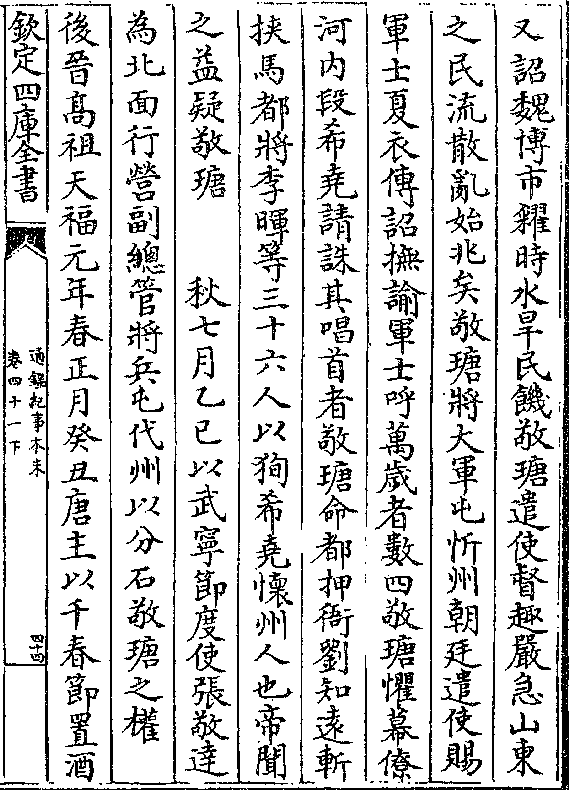 又詔魏博市糴時水旱民饑敬瑭遣使督趣嚴急山東
之民流散亂始兆矣敬瑭將大軍屯忻州朝廷遣使賜
軍士夏衣傳詔撫諭軍士呼萬歲者數四敬瑭懼幕僚
河内段希堯請誅其唱首者敬瑭命都押衙劉知遠斬
挟馬都將李暉等三十六人以狥希堯懷州人也帝聞
之益疑敬瑭　　秋七月乙巳以武寧節度使張敬達
為北面行營副總管將兵屯代州以分石敬瑭之權
後晉髙祖天福元年春正月癸丑唐主以千春節置酒
欽定四庫全書
通鑑紀事本末
卷四十一下
四十四